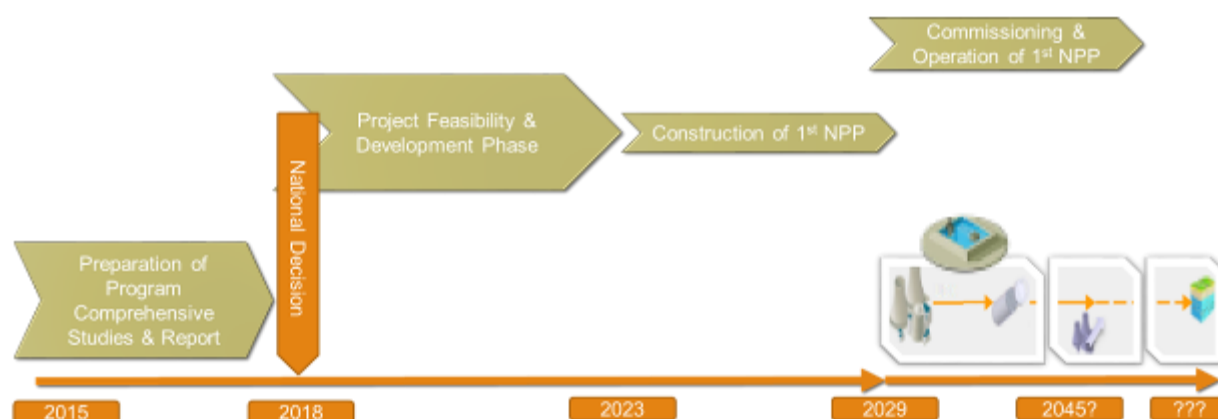 Commissioning &
Operation of 1st NPP
Project Feasibility &
Development Phase
Construction of 1st NPP
National Decision
Preparation of
Program
Comprehensive
Studies & Report
2015
2018
2023
2029
2045?
???